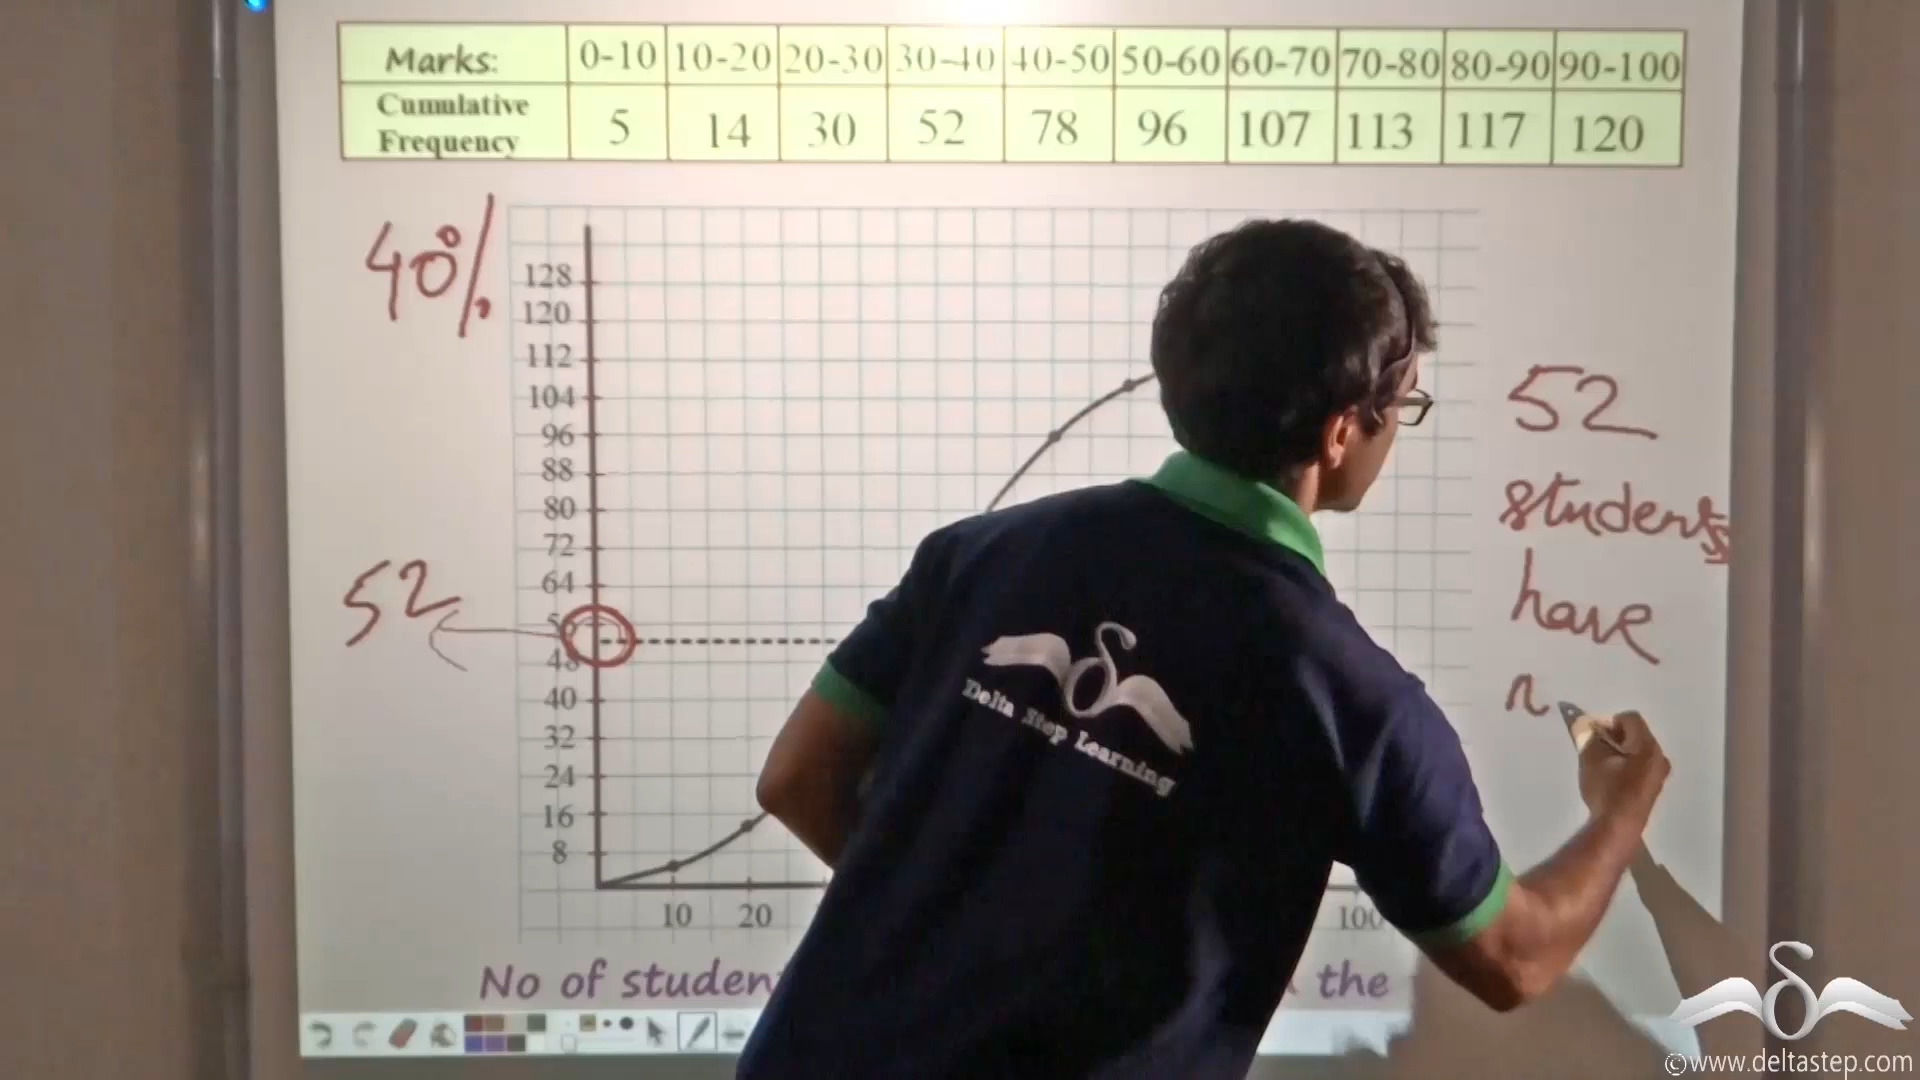 Marks: 0-10 10-20 20-30 30-40 40-50 50-60 60-70 70-80 80-90 90-100
Cumulative Frequency 5 14 30 52 78 96 107 113 117 120
40%
128
120
112
104
96
88
80
72
64
56
48
40
32
24
16
8
10 20 100
52
52
students
have
n
Delta Step Learning
No of studen the
©www.deltastep.com